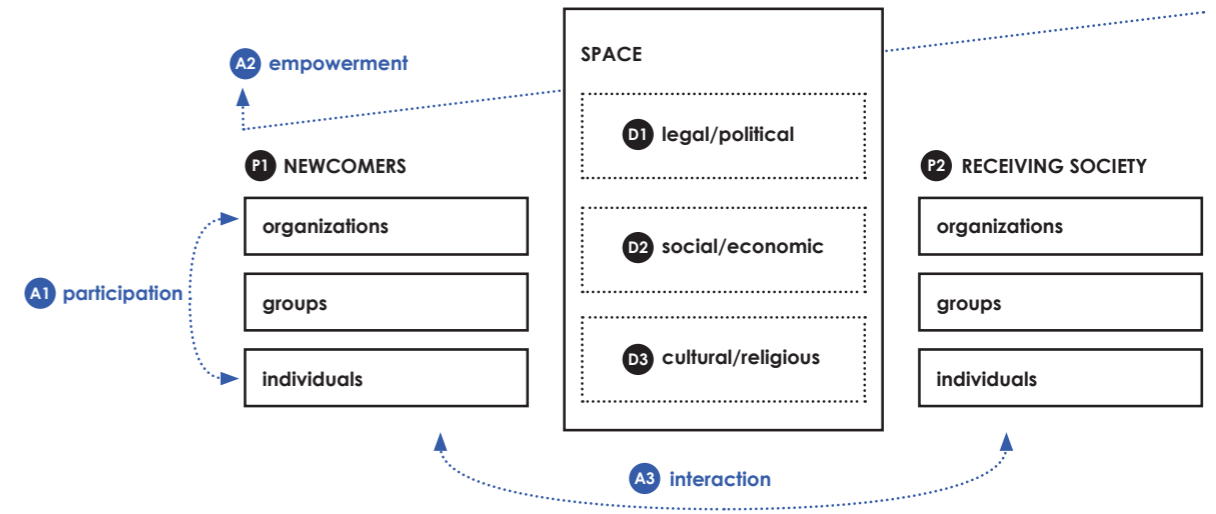 A2 empowerment
SPACE
D1 legal/political
P1 NEWCOMERS
P2 RECEIVING SOCIETY
organizations
D2 social/economic
organizations
A1 participation
groups
groups
D3 cultural/religious
individuals
individuals
A3 interaction